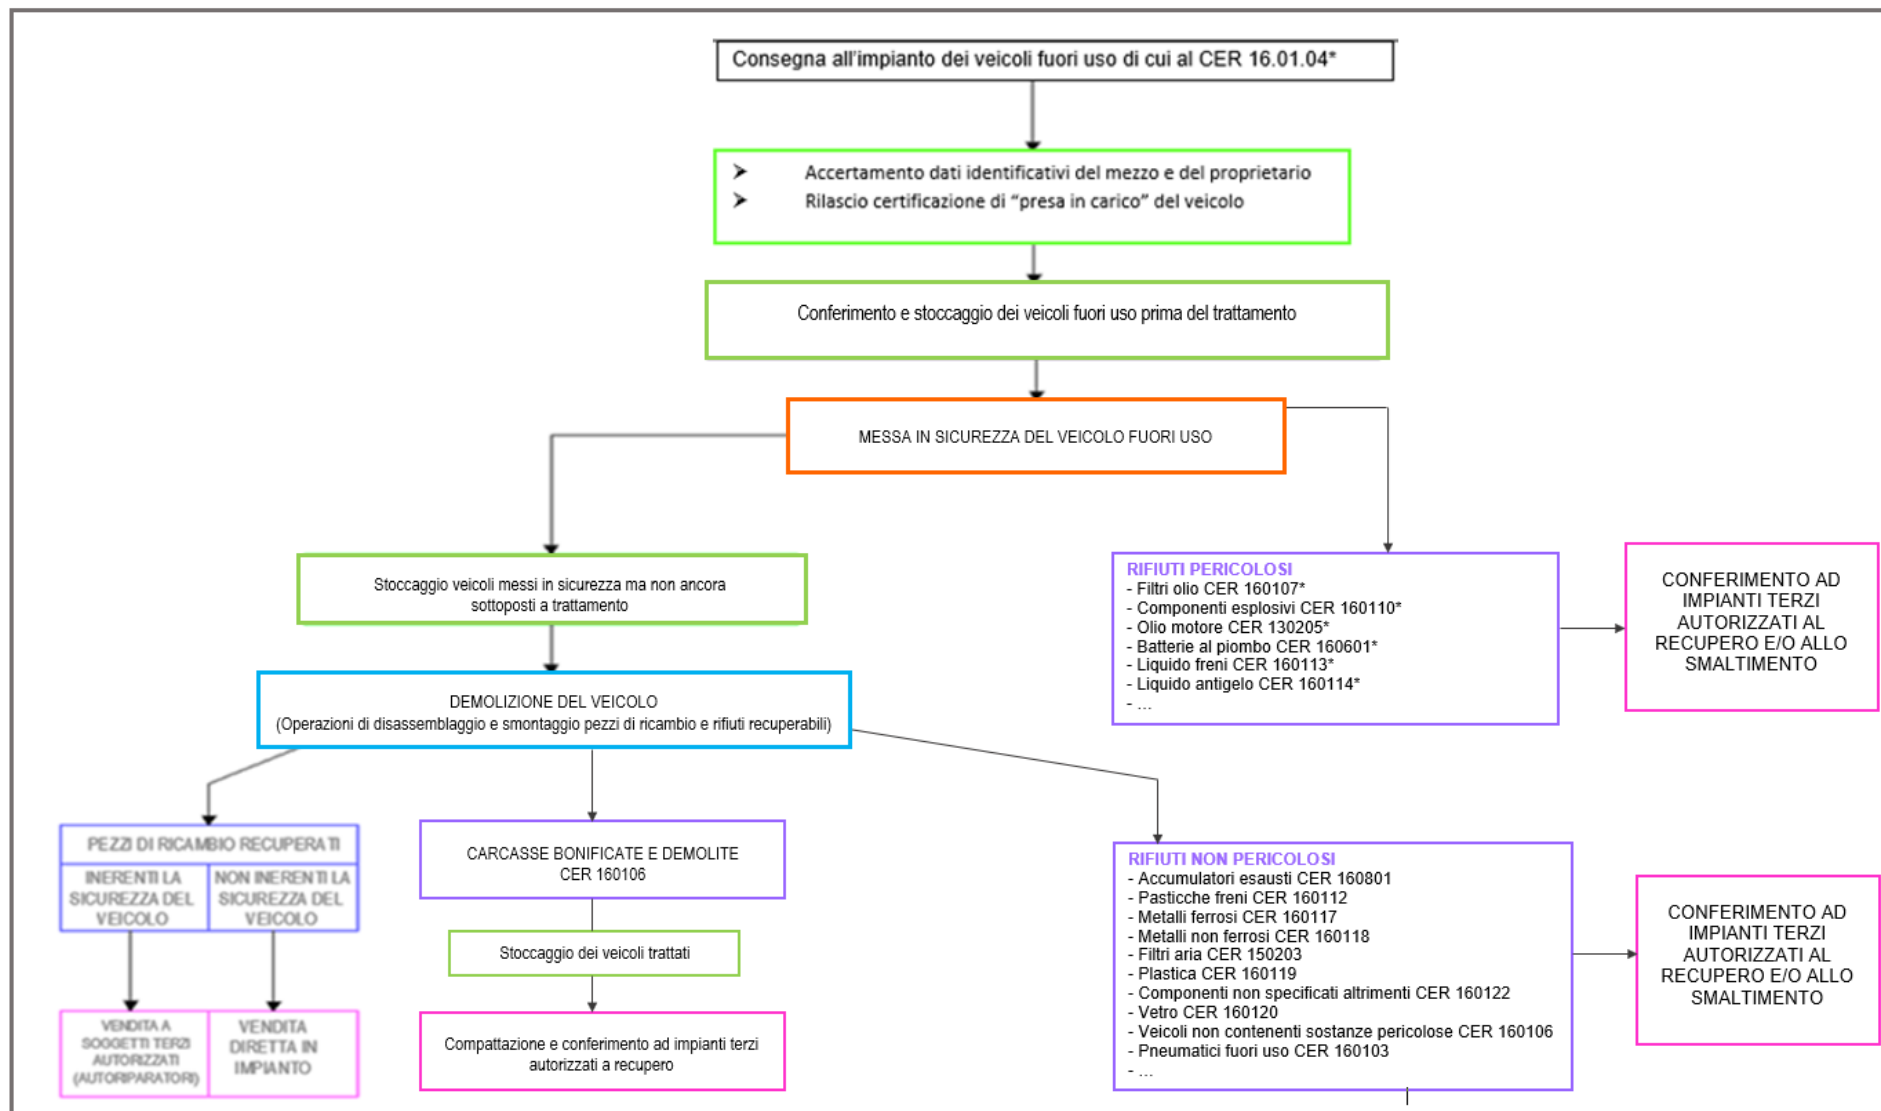 Consegna all'impianto dei veicoli fuori uso di cui al CER 16.01.04*
➤ Accertamento dati identificativi del mezzo e del proprietario
➤ Rilascio certificazione di "presa in carico" del veicolo
Conferimento e stoccaggio dei veicoli fuori uso prima del trattamento
MESSA IN SICUREZZA DEL VEICOLO FUORI USO
Stoccaggio veicoli messi in sicurezza ma non ancora
sottoposti a trattamento
RIFIUTI PERICOLOSI
- Filtri olio CER 160107*
- Componenti esplosivi CER 160110*
- Olio motore CER 130205*
- Batterie al piombo CER 160601*
- Liquido freni CER 160113*
- Liquido antigelo CER 160114*
- ...
CONFERIMENTO AD
IMPIANTI TERZI
AUTORIZZATI AL
RECUPERO E/O ALLO
SMALTIMENTO
DEMOLIZIONE DEL VEICOLO
(Operazioni di disassemblaggio e smontaggio pezzi di ricambio e rifiuti recuperabili)
PEZZI DI RICAMBIO RECUPERATI
INERENTI LA
SICUREZZA DEL
VEICOLO
NON INERENTI LA
SICUREZZA DEL
VEICOLO
VENDITA A
SOGGETTI TERZI
AUTORIZZATI
(AUTORIPARATORI)
VENDITA
DIRETTA IN
IMPIANTO
CARCASSE BONIFICATE E DEMOLITE
CER 160106
Stoccaggio dei veicoli trattati
Compattazione e conferimento ad impianti terzi
autorizzati a recupero
RIFIUTI NON PERICOLOSI
- Accumulatori esausti CER 160801
- Pasticche freni CER 160112
- Metalli ferrosi CER 160117
- Metalli non ferrosi CER 160118
- Filtri aria CER 150203
- Plastica CER 160119
- Componenti non specificati altrimenti CER 160122
- Vetro CER 160120
- Veicoli non contenenti sostanze pericolose CER 160106
- Pneumatici fuori uso CER 160103
- ...
CONFERIMENTO AD
IMPIANTI TERZI
AUTORIZZATI AL
RECUPERO E/O ALLO
SMALTIMENTO